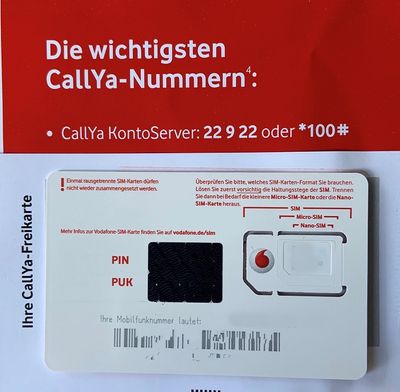 Die wichtigsten
CallYa-Nummern⁴:
• CallYa KontoServer: 22 9 22 oder *100#
Ihre CallYa-Freikarte
! Einmal rausgetrennte SIM-Karten dürfen
nicht wieder zusammengesetzt werden.
Überprüfen Sie bitte, welches SIM-Karten-Format Sie brauchen.
Lösen Sie zuerst vorsichtig die Haltungsstege der SIM. Trennen
Sie dann bei Bedarf die kleinere Micro-SIM-Karte oder die Nano-
SIM-Karte heraus.
SIM
Micro-SIM
Nano-SIM
Mehr Infos zur Vodafone-SIM-Karte finden Sie auf vodafone.de/sim
PIN
PUK
Ihre Mobilfunknummer lautet: